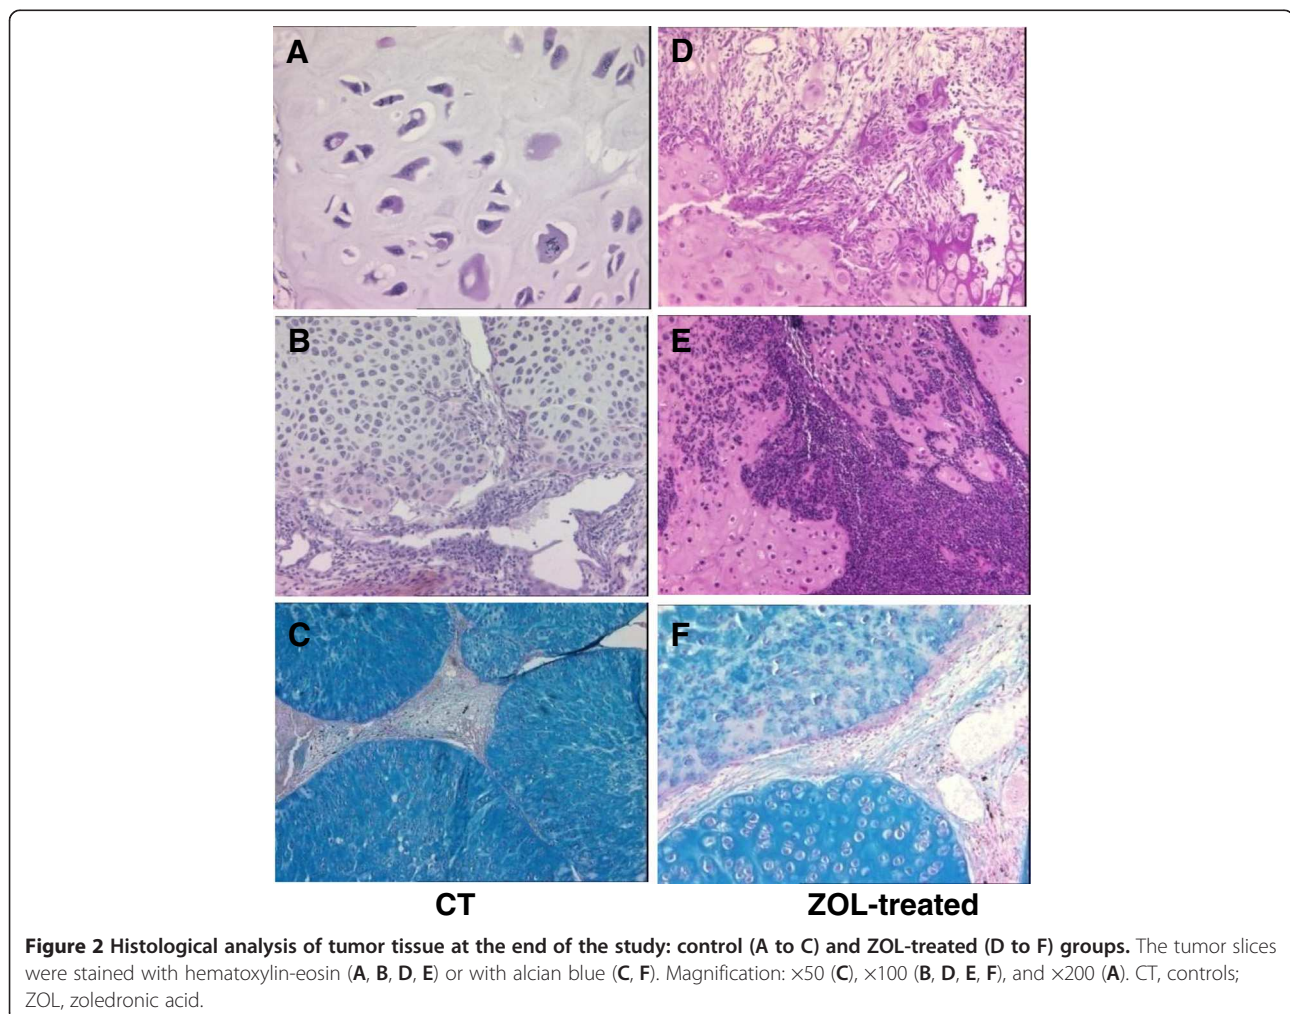 A
D
B
E
C
F
CT
ZOL-treated
Figure 2 Histological analysis of tumor tissue at the end of the study: control (A to C) and ZOL-treated (D to F) groups. The tumor slices
were stained with hematoxylin-eosin (A, B, D, E) or with alcian blue (C, F). Magnification: ×50 (C), ×100 (B, D, E, F), and ×200 (A). CT, controls;
ZOL, zoledronic acid.